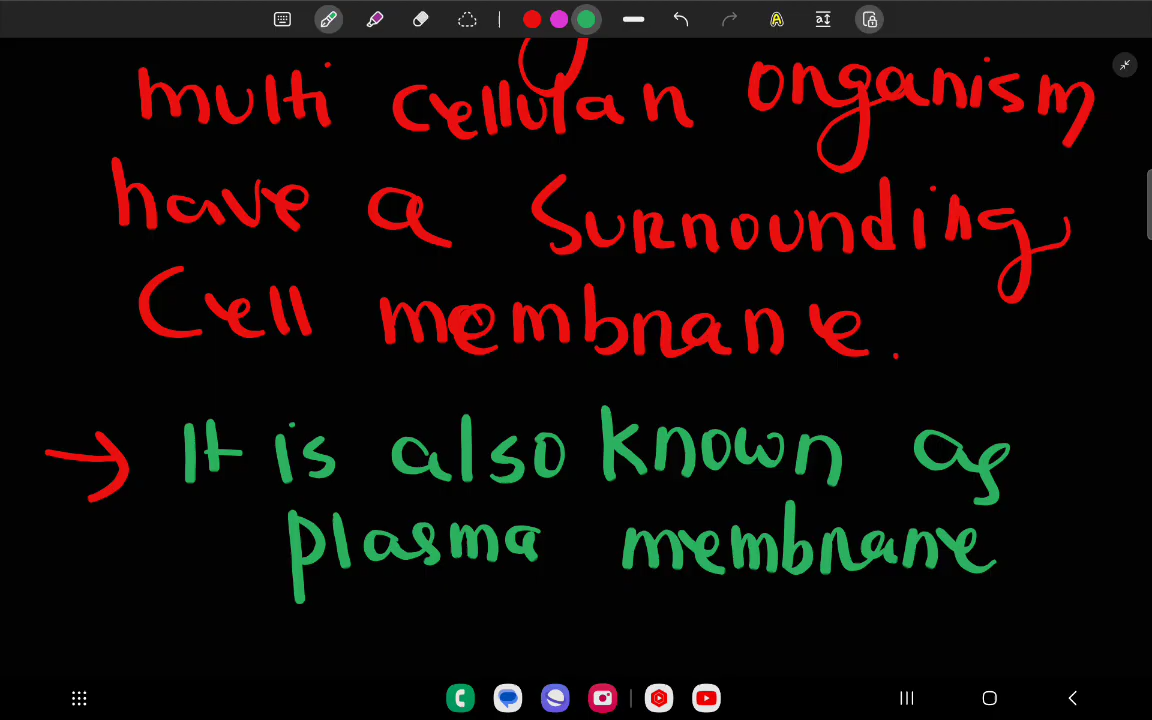 multi cellular organism
have a Surrounding
Cell membrane.
→ It is also known as
plasma membrane